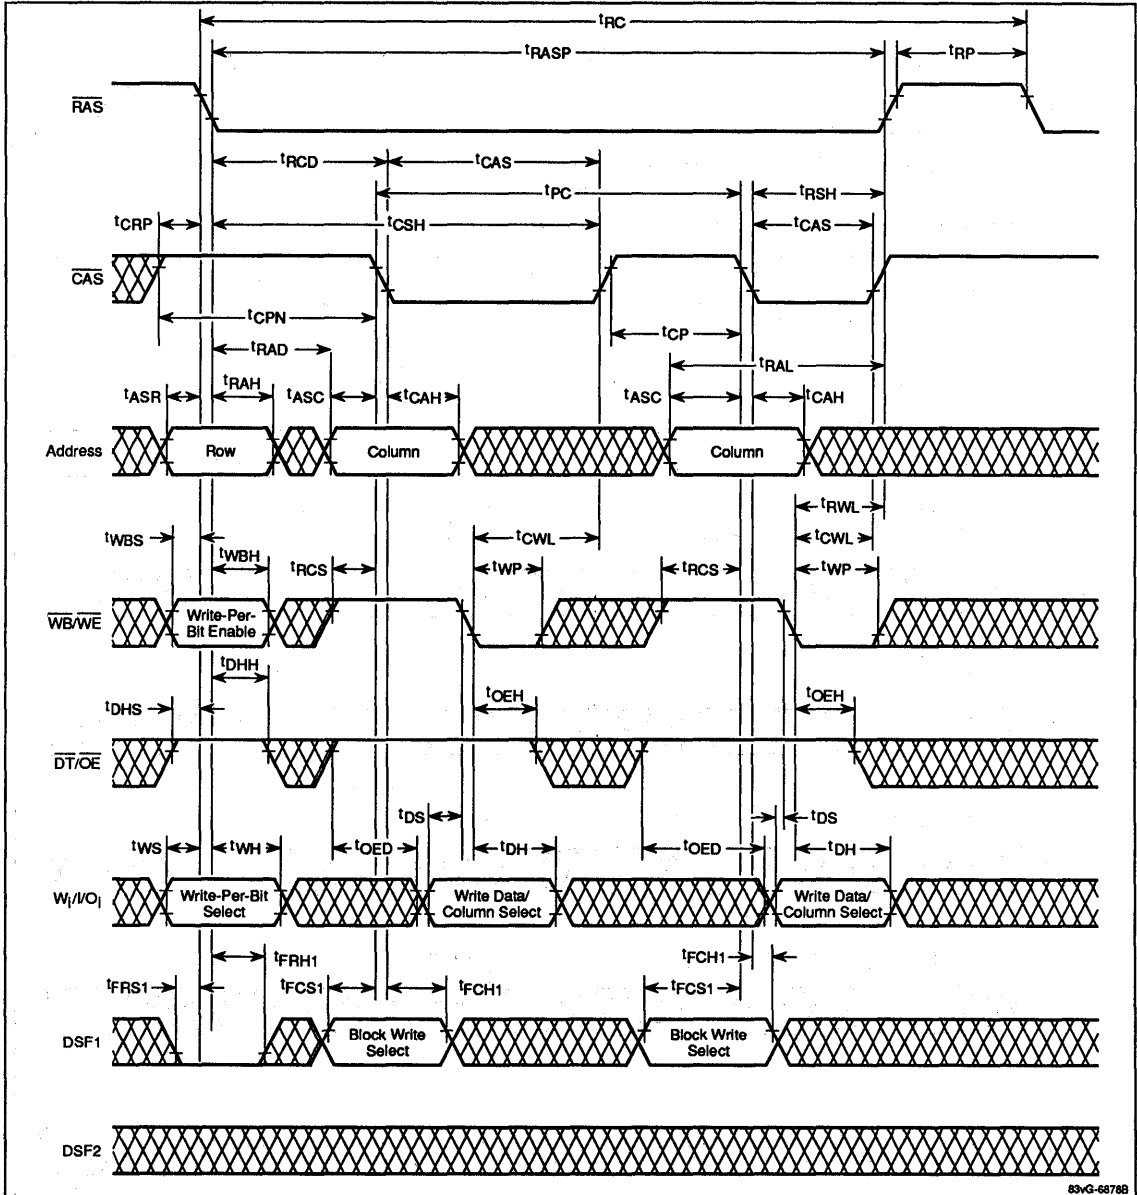 tRC
tRASP
tRP
RAS
tRCD
tCAS
tPC
tRSH
tCRP
tCSH
tCAS
CAS
tCPN
tCP
tRAD
tRAL
tASR
tRAH
tASC
tCAH
tASC
tCAH
Address
Row
Column
Column
tRWL
tWBS
tWBH
tCWL
tCWL
tRCS
tWP
tRCS
tWP
WB/WE
Write-Per-
Bit Enable
tDHH
tDHS
tOEH
tOEH
DT/OE
tDS
tDS
tWS
tWH
tOED
tDH
tOED
tDH
Wi/I/Oi
Write-Per-Bit
Select
Write Data/
Column Select
Write Data/
Column Select
tFRH1
tFCH1
tFRS1
tFCS1
tFCH1
tFCS1
DSF1
Block Write
Select
Block Write
Select
DSF2
83vG-6878B